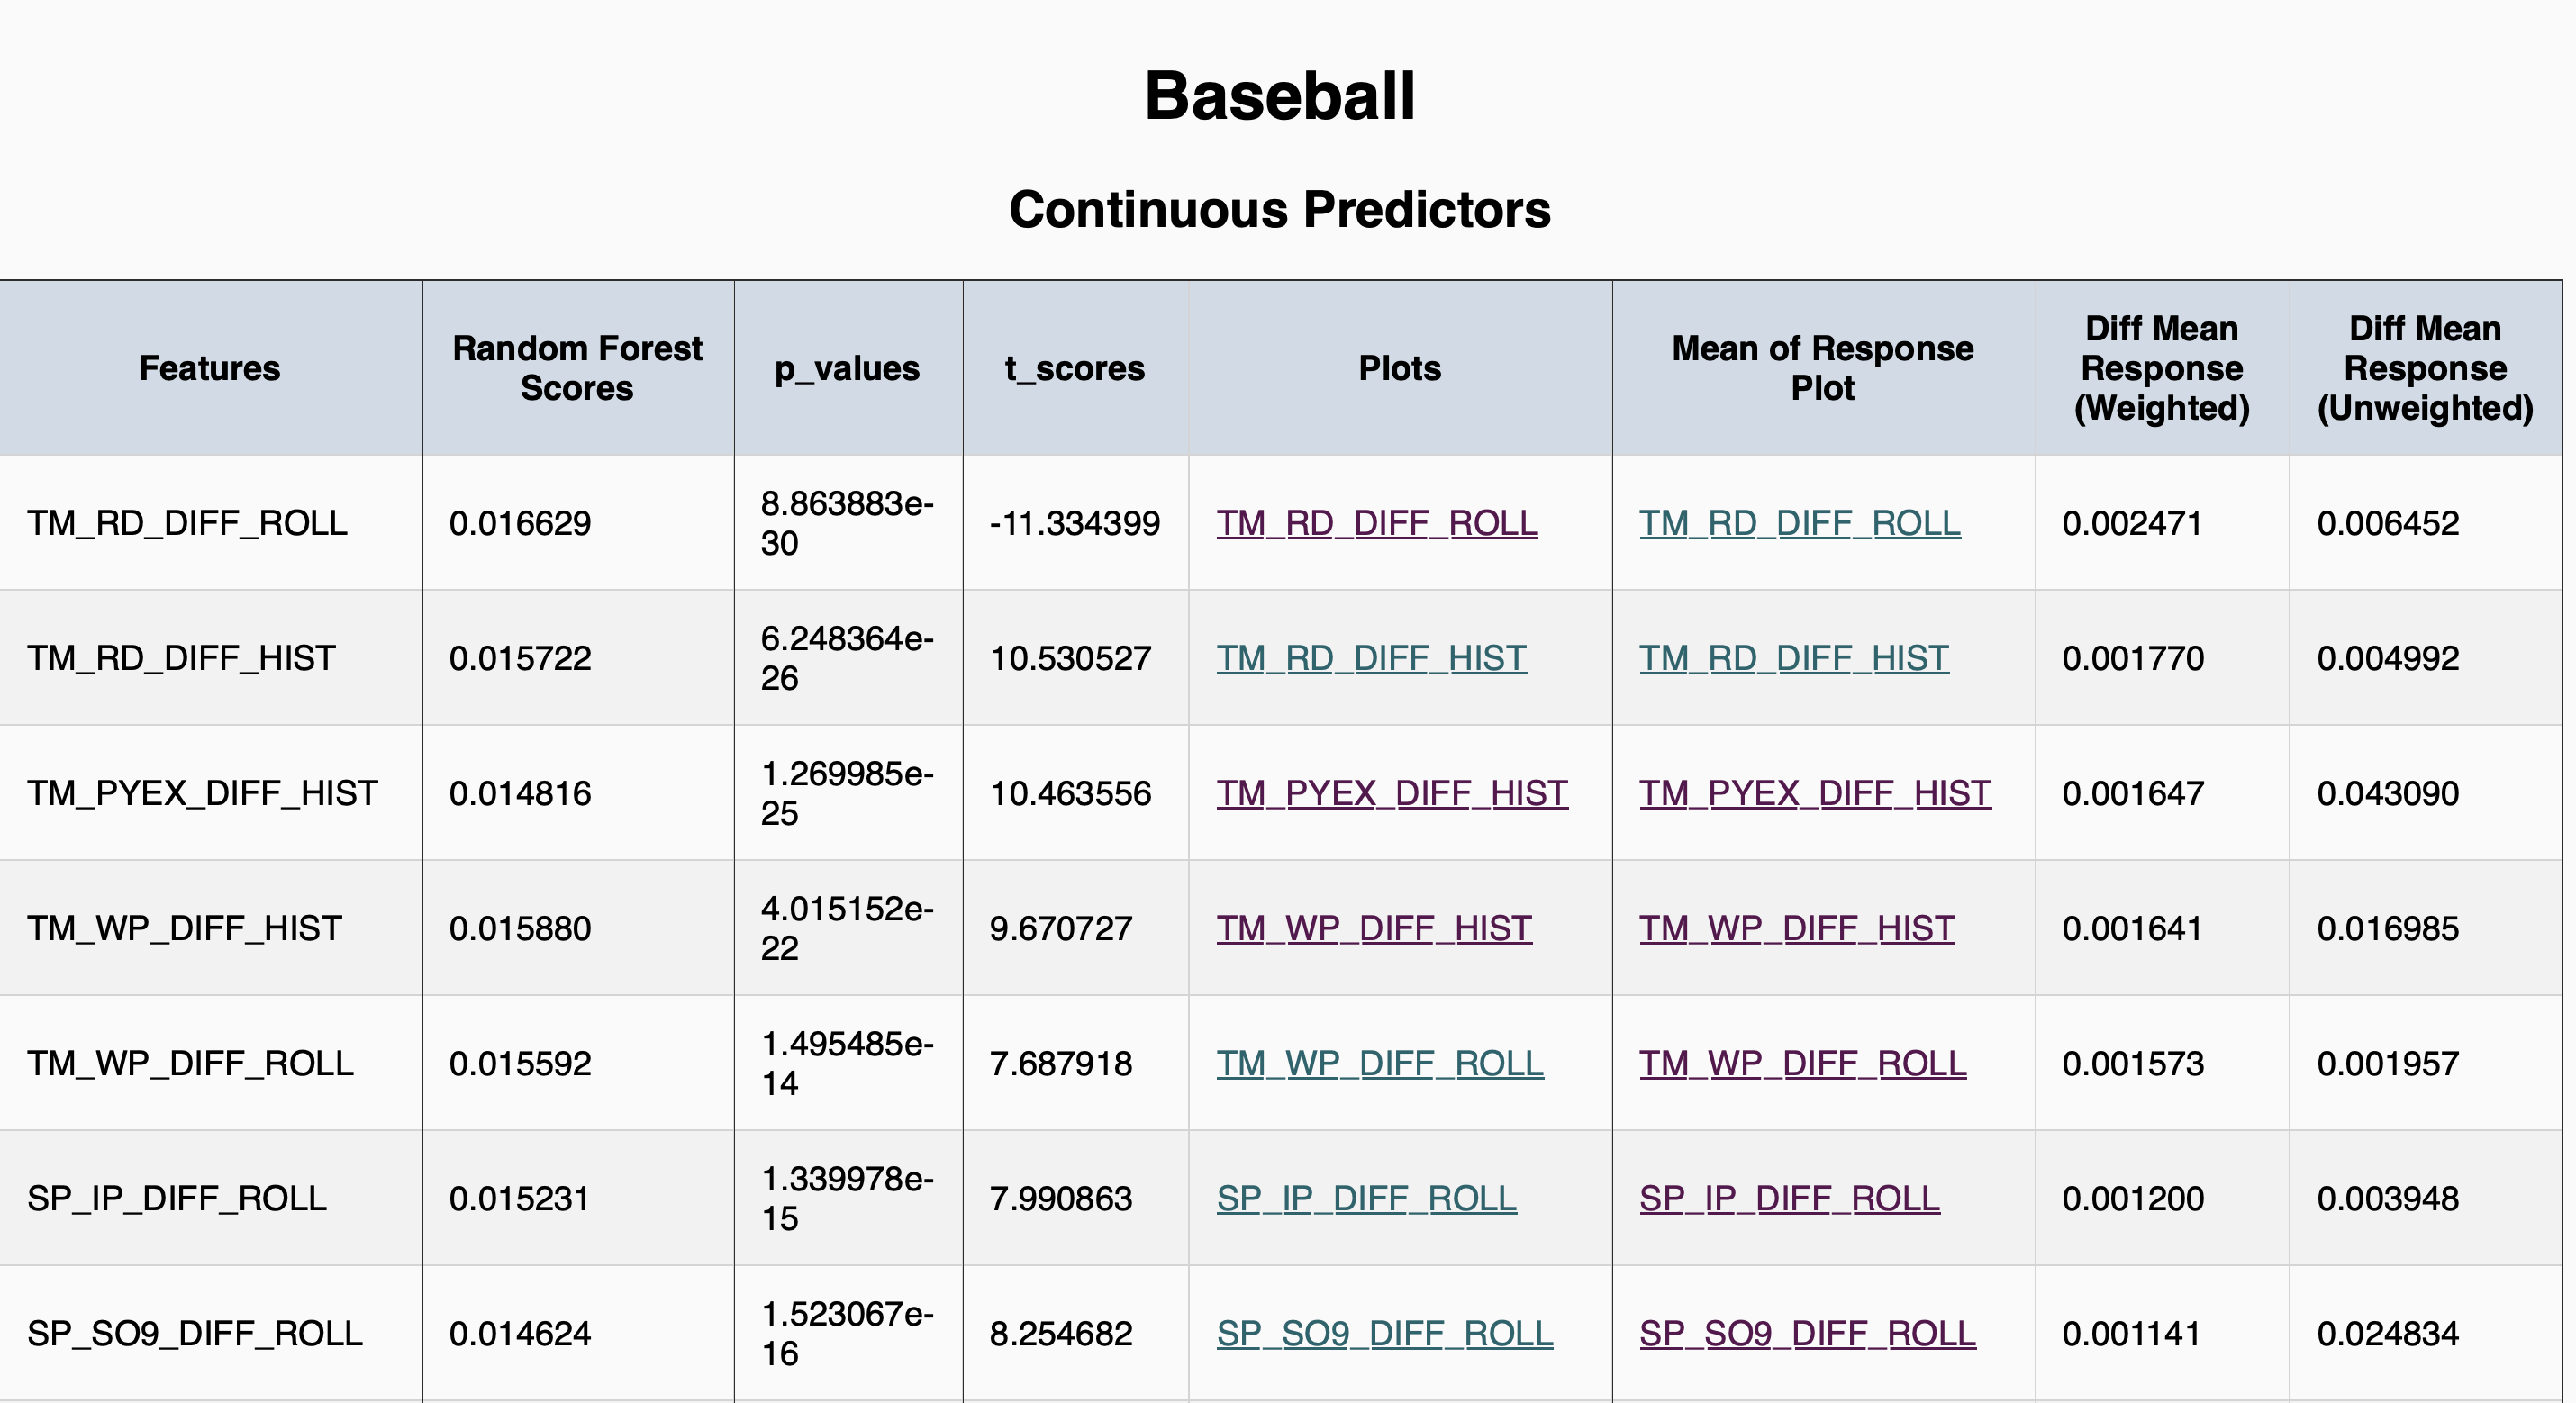 Baseball
Continuous Predictors
Features
Random Forest
Scores
p_values
t_scores
Plots
Mean of Response
Plot
Diff Mean
Response
(Weighted)
Diff Mean
Response
(Unweighted)
TM_RD_DIFF_ROLL
0.016629
8.863883e-
30
-11.334399
TM_RD_DIFF_ROLL
TM_RD_DIFF_ROLL
0.002471
0.006452
TM_RD_DIFF_HIST
0.015722
6.248364e-
26
10.530527
TM_RD_DIFF_HIST
TM_RD_DIFF_HIST
0.001770
0.004992
TM_PYEX_DIFF_HIST
0.014816
1.269985e-
25
10.463556
TM_PYEX_DIFF_HIST
TM_PYEX_DIFF_HIST
0.001647
0.043090
TM_WP_DIFF_HIST
0.015880
4.015152e-
22
9.670727
TM_WP_DIFF_HIST
TM_WP_DIFF_HIST
0.001641
0.016985
TM_WP_DIFF_ROLL
0.015592
1.495485e-
14
7.687918
TM_WP_DIFF_ROLL
TM_WP_DIFF_ROLL
0.001573
0.001957
SP_IP_DIFF_ROLL
0.015231
1.339978e-
15
7.990863
SP_IP_DIFF_ROLL
SP_IP_DIFF_ROLL
0.001200
0.003948
SP_SO9_DIFF_ROLL
0.014624
1.523067e-
16
8.254682
SP_SO9_DIFF_ROLL
SP_SO9_DIFF_ROLL
0.001141
0.024834